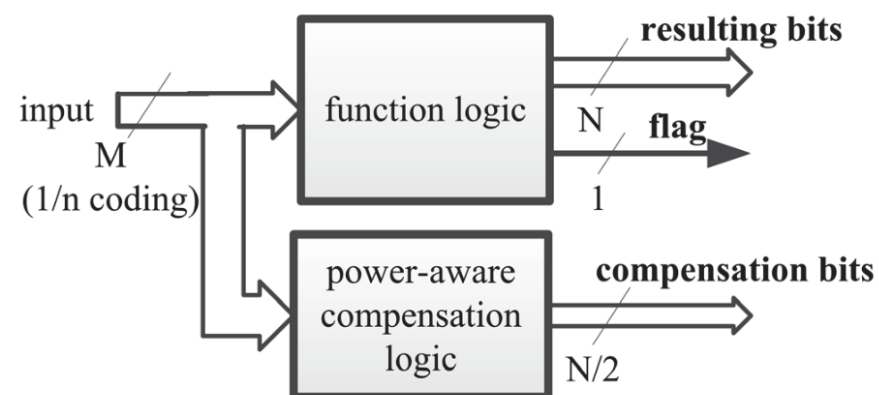 resulting bits
input
function logic
N
flag
M
(1/n coding)
1
power-aware
compensation
logic
compensation bits
N/2